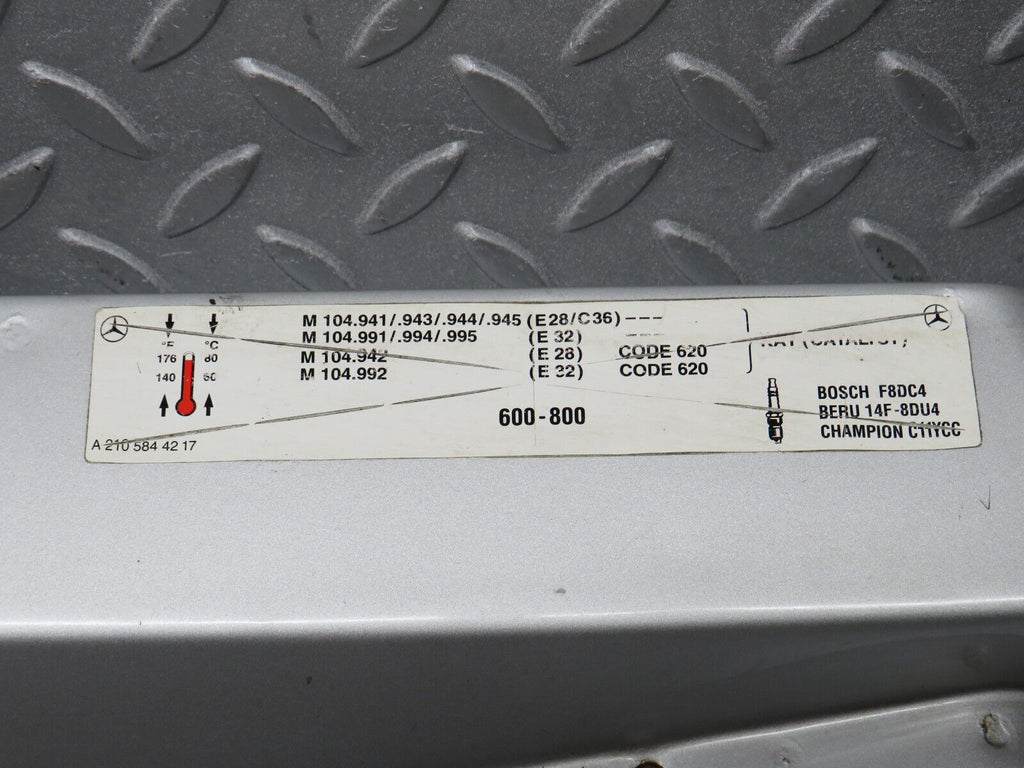 M 104.941/.943/.944/.945 (E28/C36) ---
M 104.991/.994/.995 (E 32) ---
M 104.942 (E 28) CODE 620
M 104.992 (E 32) CODE 620
KAT (CATALYST)
°F °C
176 80
140 60
600-800
BOSCH F8DC4
BERU 14F-8DU4
CHAMPION C11YCC
A 210 584 42 17